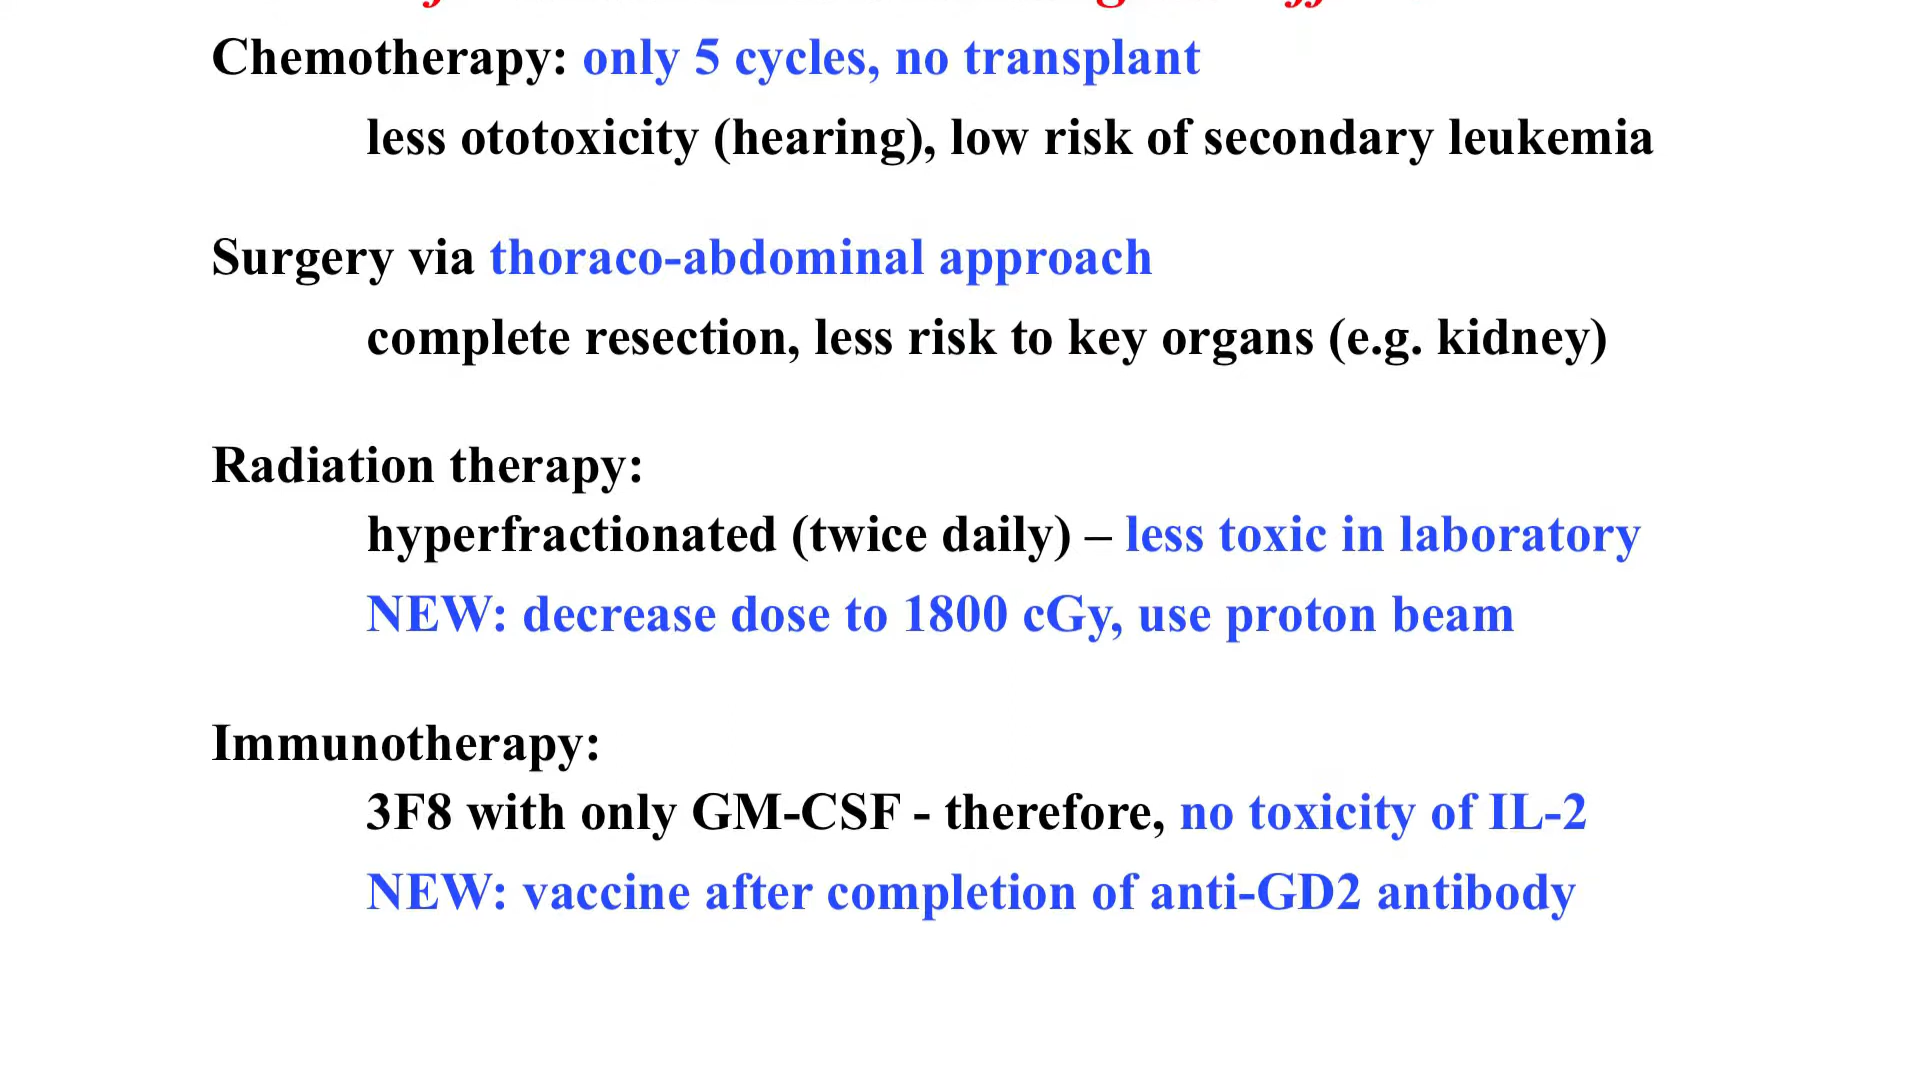 Chemotherapy: only 5 cycles, no transplant
less ototoxicity (hearing), low risk of secondary leukemia
Surgery via thoraco-abdominal approach
complete resection, less risk to key organs (e.g. kidney)
Radiation therapy:
hyperfractionated (twice daily) – less toxic in laboratory
NEW: decrease dose to 1800 cGy, use proton beam
Immunotherapy:
3F8 with only GM-CSF - therefore, no toxicity of IL-2
NEW: vaccine after completion of anti-GD2 antibody